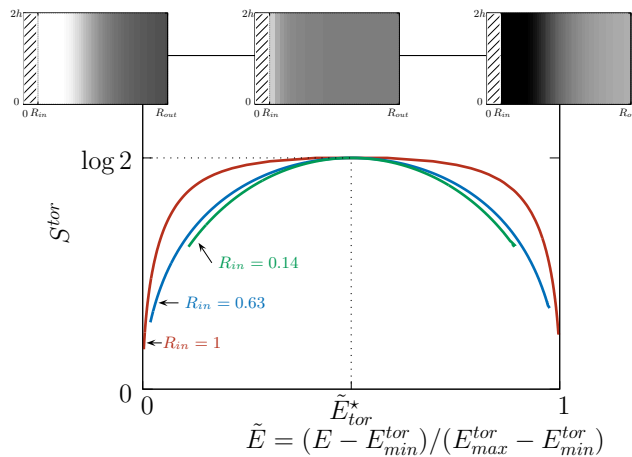 2h 2h 2h
0 0 0
0 R_in R_out 0 R_in R_out 0 R_in R_o
log 2
S^tor
R_in = 0.14
R_in = 0.63
R_in = 1
0
0 Ẽ^⋆_tor 1
Ẽ = (E − E^tor_min)/(E^tor_max − E^tor_min)